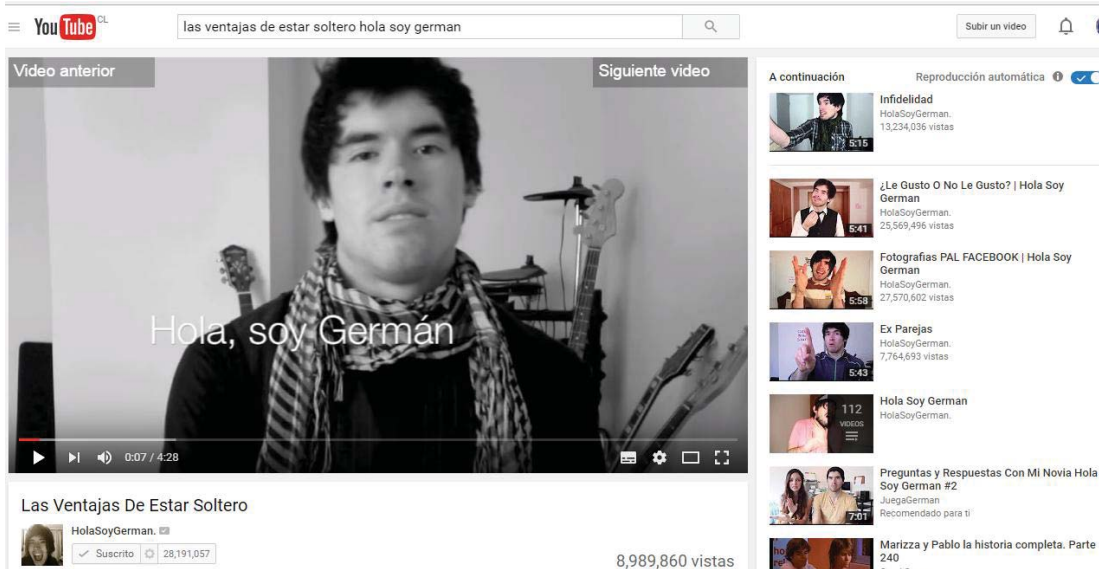 You Tube CL
las ventajas de estar soltero hola soy german
Subir un video
Video anterior
Siguiente video
Hola, soy Germán
0:07 / 4:28
Las Ventajas De Estar Soltero
HolaSoyGerman.
Suscrito 28,191,057
8,989,860 vistas
A continuación
Reproducción automática
Infidelidad
HolaSoyGerman.
13,234,036 vistas
5:15
¿Le Gusto O No Le Gusto? | Hola Soy
German
HolaSoyGerman.
25,569,496 vistas
5:41
Fotografias PAL FACEBOOK | Hola Soy
German
HolaSoyGerman.
27,570,602 vistas
5:58
Ex Parejas
HolaSoyGerman.
7,764,693 vistas
5:43
Hola Soy German
HolaSoyGerman.
112
VIDEOS
Preguntas y Respuestas Con Mi Novia Hola
Soy German #2
JuegaGerman
Recomendado para ti
7:01
Marizza y Pablo la historia completa. Parte
240